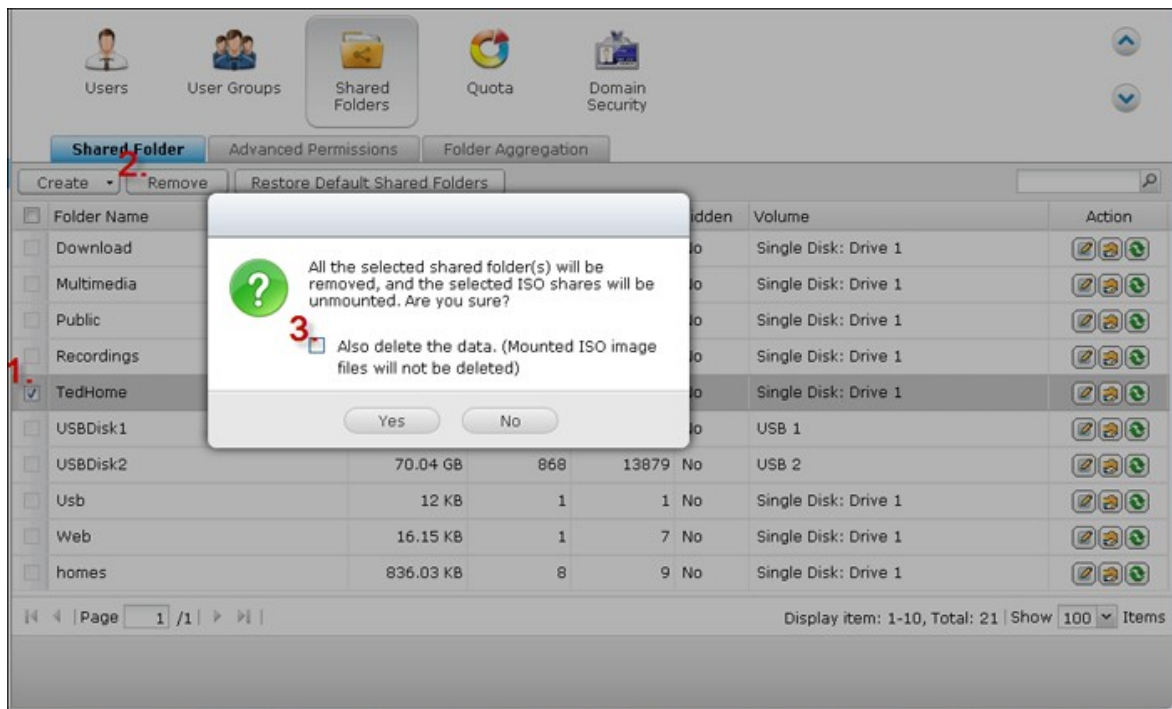 Users
User Groups
Shared
Folders
Quota
Domain
Security
Shared Folder
Advanced Permissions
Folder Aggregation
2.
Create
Remove
Restore Default Shared Folders
Folder Name
idden
Volume
Action
Download
Single Disk: Drive 1
Multimedia
Single Disk: Drive 1
Public
No
Single Disk: Drive 1
Recordings
Single Disk: Drive 1
1.
TedHome
Single Disk: Drive 1
USBDisk1
USB 1
All the selected shared folder(s) will be
removed, and the selected ISO shares will be
unmounted. Are you sure?
3.
Also delete the data. (Mounted ISO image
files will not be deleted)
Yes
No
USBDisk2 70.04 GB 868 13879 No USB 2
Usb 12 KB 1 1 No Single Disk: Drive 1
Web 16.15 KB 1 7 No Single Disk: Drive 1
homes 836.03 KB 8 9 No Single Disk: Drive 1
Page 1 /1
Display item: 1-10, Total: 21 | Show 100 Items